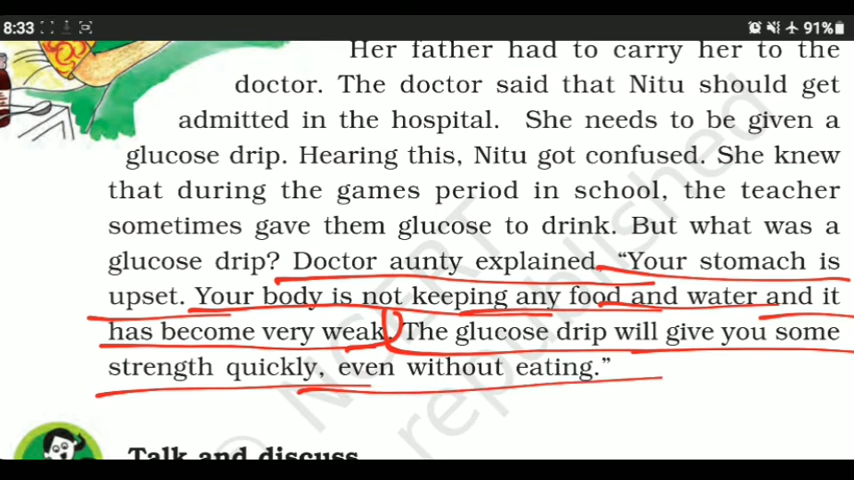 8:33
91%
Her father had to carry her to the
doctor. The doctor said that Nitu should get
admitted in the hospital. She needs to be given a
glucose drip. Hearing this, Nitu got confused. She knew
that during the games period in school, the teacher
sometimes gave them glucose to drink. But what was a
glucose drip? Doctor aunty explained, “Your stomach is
upset. Your body is not keeping any food and water and it
has become very weak. The glucose drip will give you some
strength quickly, even without eating.”
© NCERT
republished
Talk and discuss